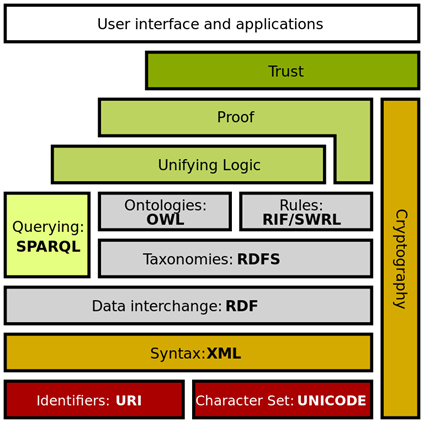 User interface and applications
Trust
Proof
Unifying Logic
Ontologies:
OWL
Rules:
RIF/SWRL
Querying:
SPARQL
Taxonomies: RDFS
Data interchange: RDF
Syntax: XML
Identifiers: URI
Character Set: UNICODE
Cryptography